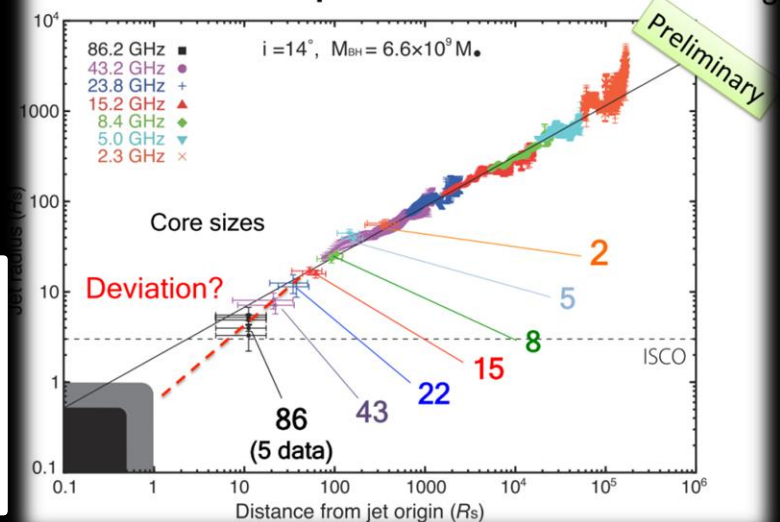 Preliminary
86.2 GHz
43.2 GHz
23.8 GHz
15.2 GHz
8.4 GHz
5.0 GHz
2.3 GHz
i =14°, MBH= 6.6×10⁹ M●
Core sizes
Deviation?
2
5
8
15
22
43
86
(5 data)
ISCO
Jet radius (Rs)
10⁴
1000
100
10
1
0.1
0.1 1 10 100 1000 10⁴ 10⁵ 10⁶
Distance from jet origin (Rs)